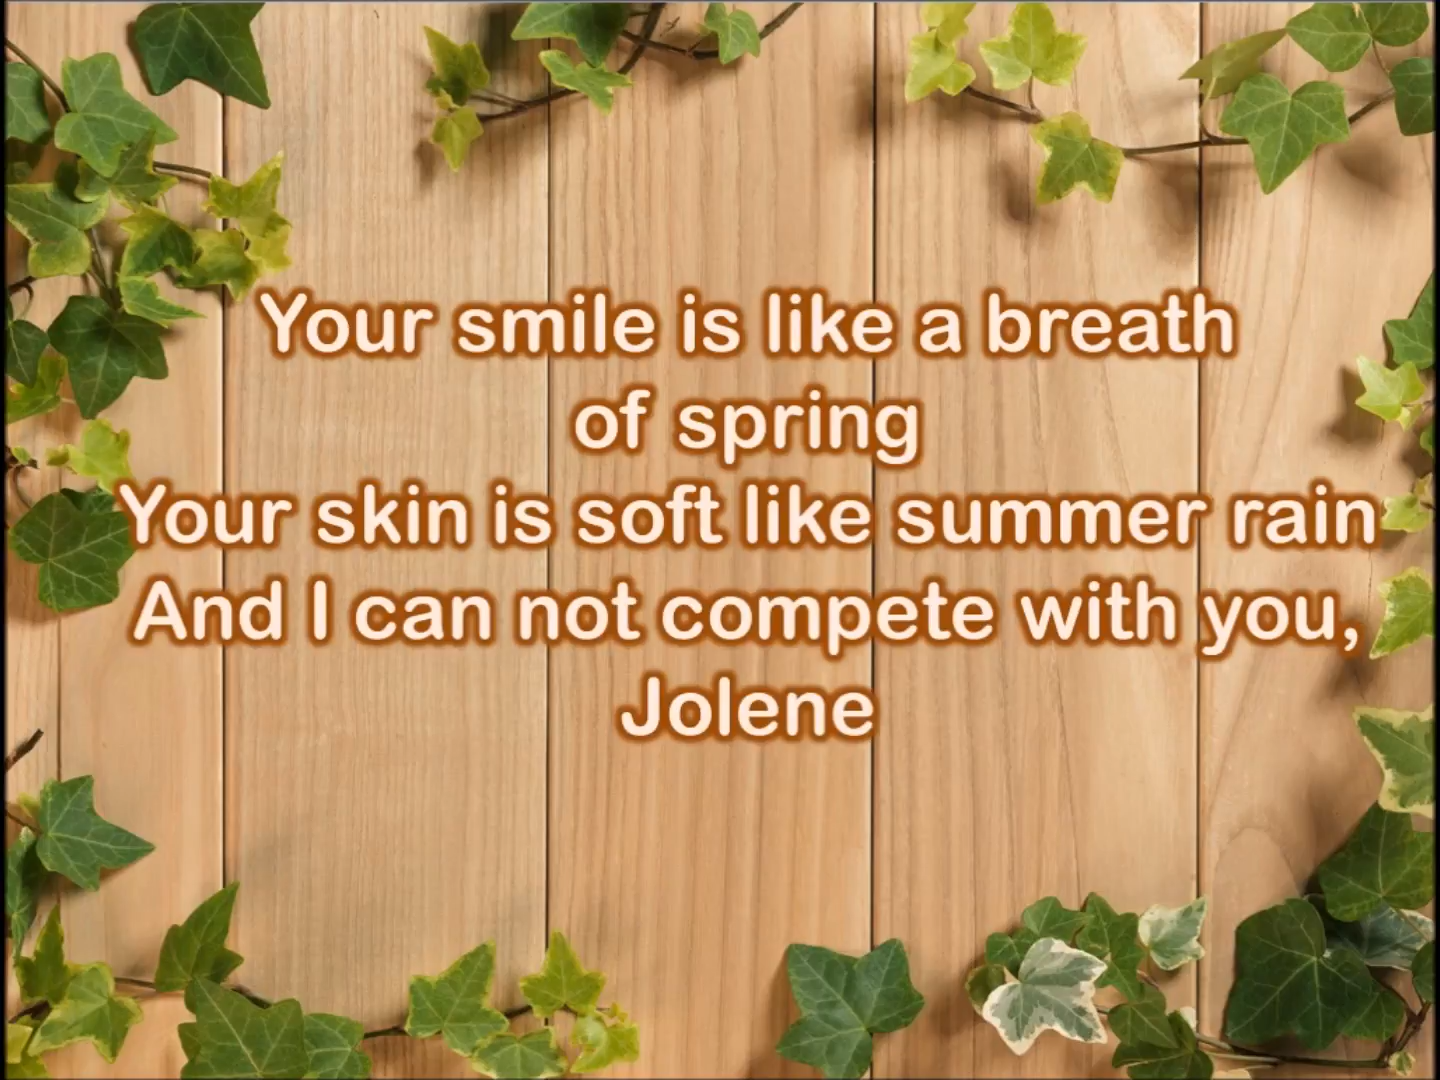 Your smile is like a breath
of spring
Your skin is soft like summer rain
And I can not compete with you,
Jolene